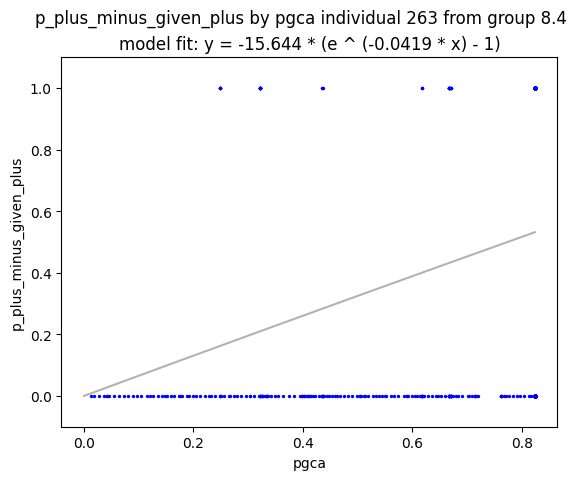 p_plus_minus_given_plus by pgca individual 263 from group 8.4
model fit: y = -15.644 * (e ^ (-0.0419 * x) - 1)
1.0
0.8
0.6
0.4
0.2
0.0
p_plus_minus_given_plus
0.0 0.2 0.4 0.6 0.8
pgca